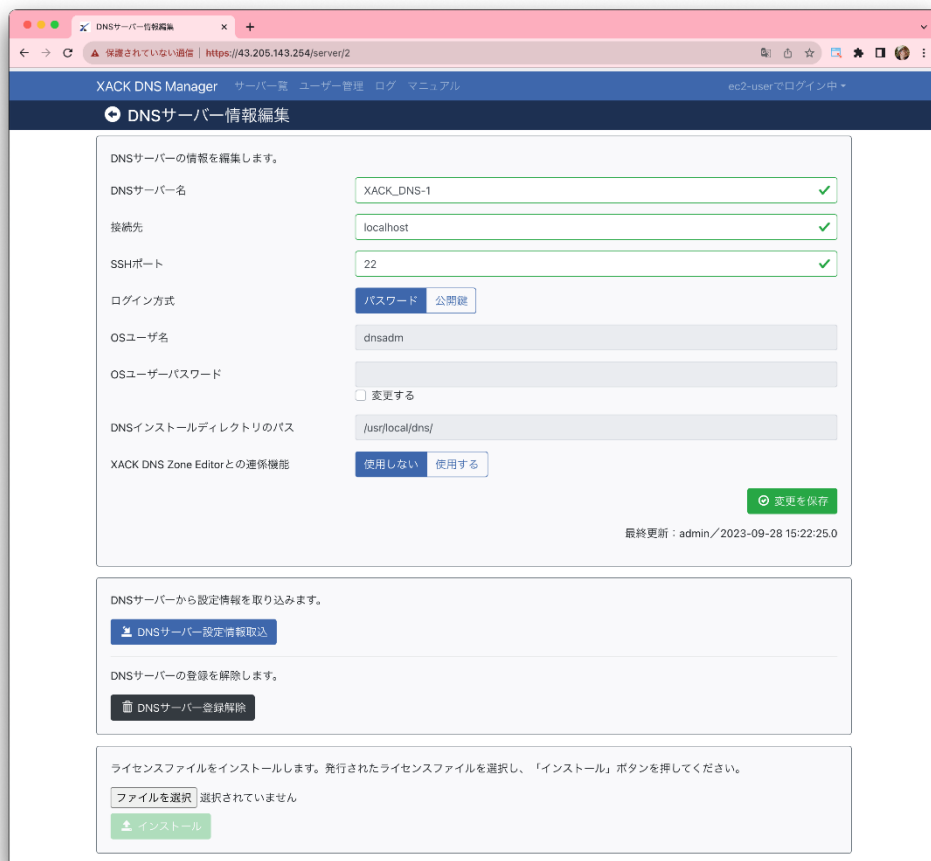 DNSサーバー情報編集
保護されていない通信 | https://43.205.143.254/server/2
XACK DNS Manager サーバ一覧 ユーザー管理 ログ マニュアル ec2-userでログイン中
DNSサーバー情報編集
DNSサーバーの情報を編集します。
DNSサーバー名 XACK_DNS-1
接続先 localhost
SSHポート 22
ログイン方式 パスワード 公開鍵
OSユーザ名 dnsadm
OSユーザーパスワード
変更する
DNSインストールディレクトリのパス /usr/local/dns/
XACK DNS Zone Editorとの連係機能 使用しない 使用する
変更を保存
最終更新：admin／2023-09-28 15:22:25.0
DNSサーバーから設定情報を取り込みます。
DNSサーバー設定情報取込
DNSサーバーの登録を解除します。
DNSサーバー登録解除
ライセンスファイルをインストールします。発行されたライセンスファイルを選択し、「インストール」ボタンを押してください。
ファイルを選択 選択されていません
インストール